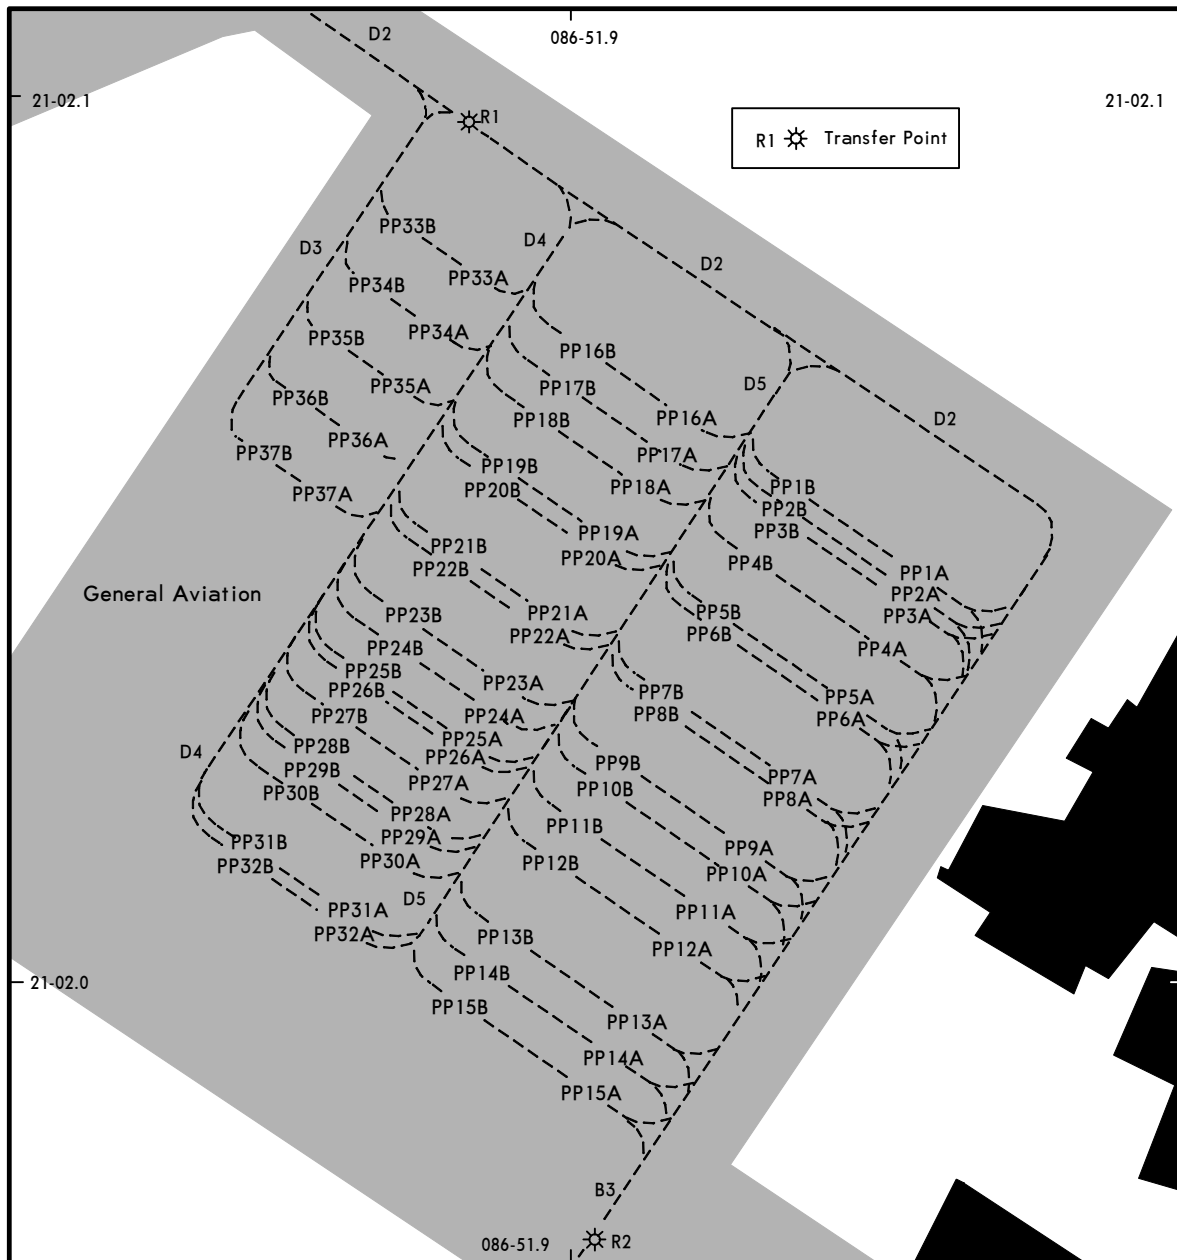 D2
086-51.9
21-02.1
21-02.1
R1
R1 Transfer Point
PP33B
D4
D3
D2
PP33A
PP34B
PP34A
PP35B
PP16B
D5
PP35A
PP17B
PP36B
PP18B
PP16A
D2
PP36A
PP37B
PP17A
PP19B
PP18A
PP1B
PP20B
PP37A
PP2B
PP3B
PP19A
PP21B
PP20A
PP4B
PP22B
PP1A
General Aviation
PP2A
PP21A
PP5B
PP23B
PP3A
PP22A
PP6B
PP24B
PP4A
PP25B
PP23A
PP26B
PP7B
PP5A
PP27B
PP24A
PP8B
PP6A
PP25A
PP28B
D4
PP26A
PP29B
PP9B
PP7A
PP27A
PP30B
PP10B
PP8A
PP28A
PP11B
PP29A
PP31B
PP9A
PP30A
PP12B
PP32B
PP10A
D5
PP31A
PP11A
PP32A
PP13B
PP12A
PP14B
21-02.0
PP15B
PP13A
PP14A
PP15A
B3
086-51.9
R2